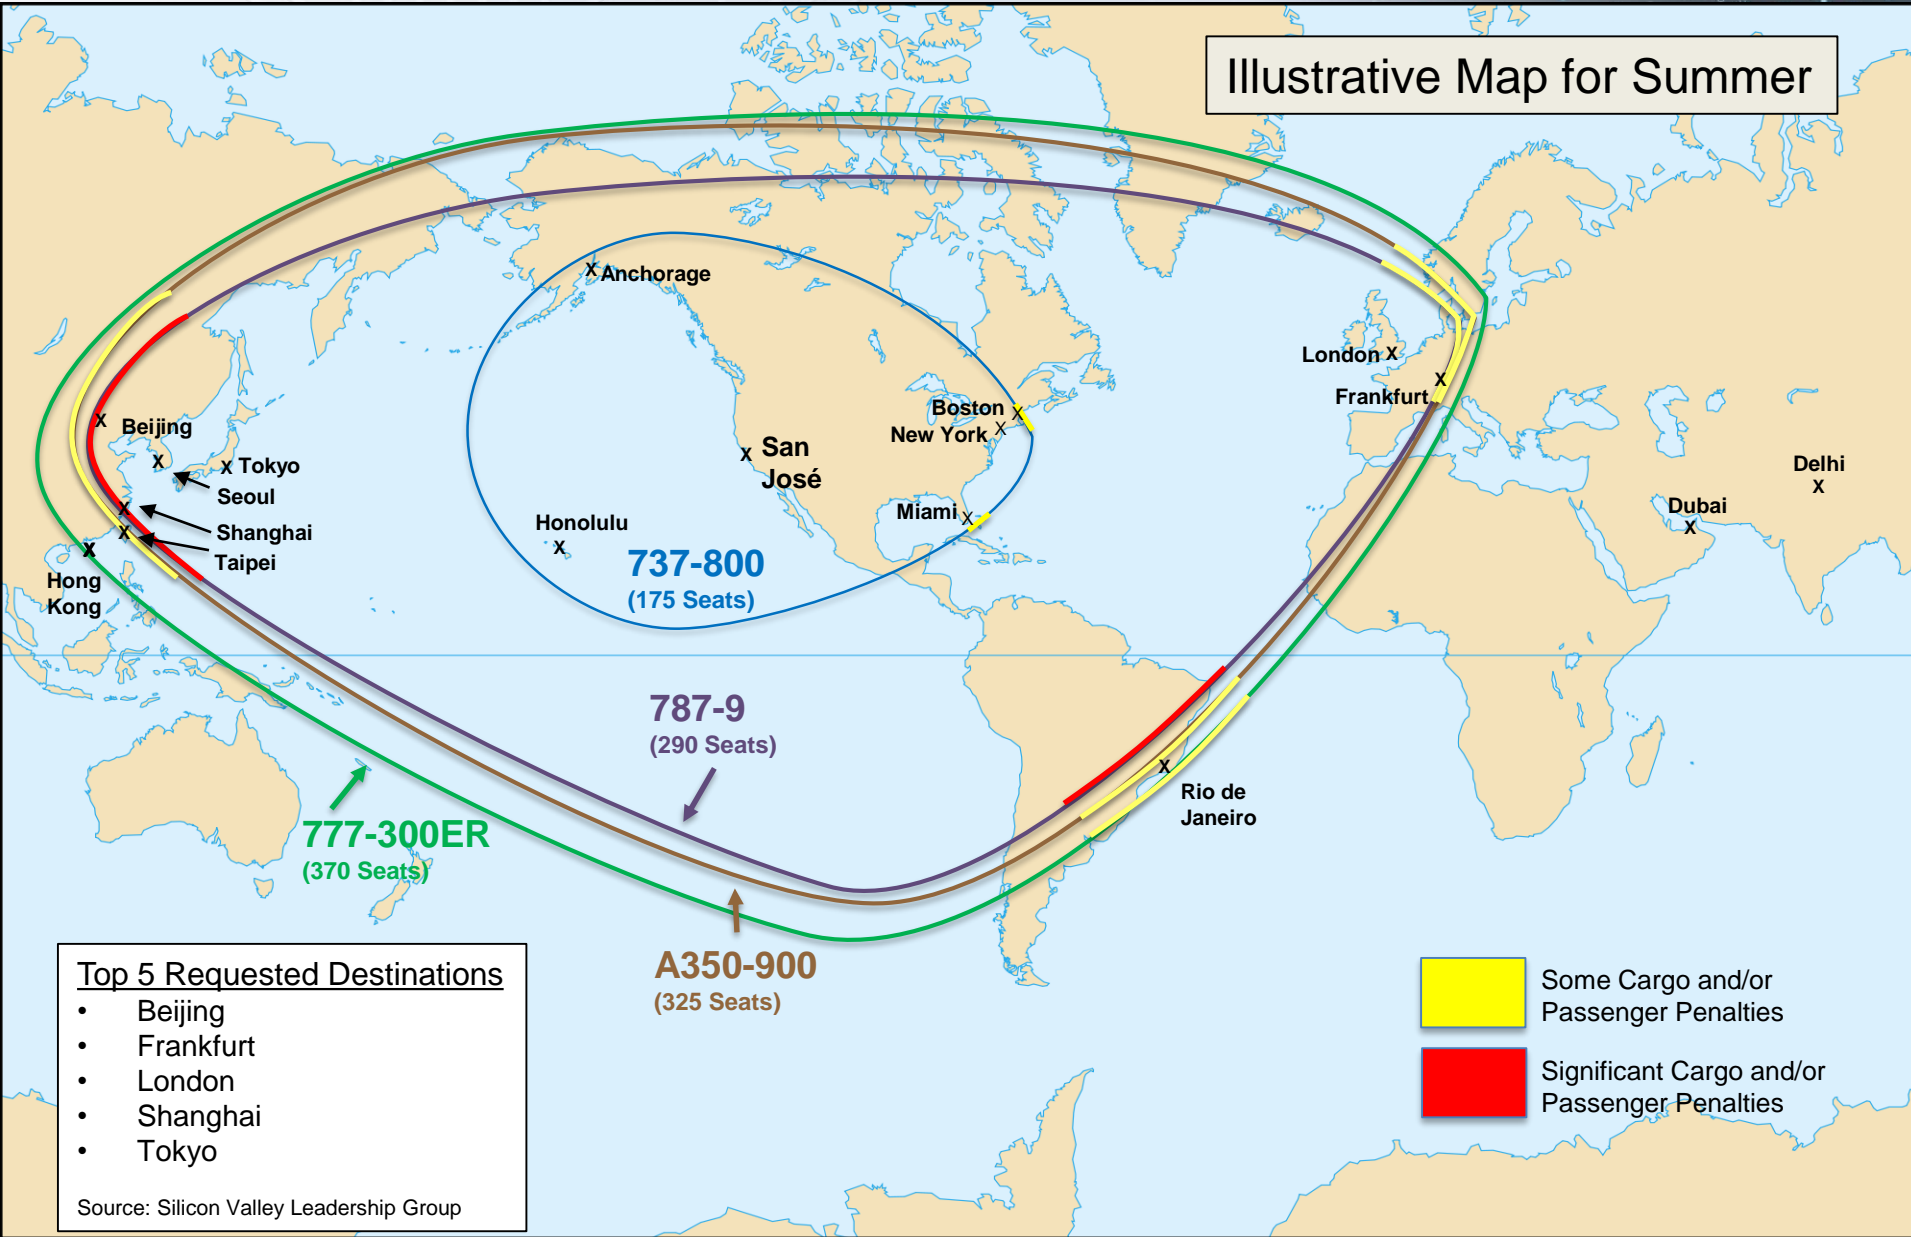 Illustrative Map for Summer
Anchorage
London
Frankfurt
Boston
New York
San
José
Beijing
Tokyo
Seoul
Shanghai
Taipei
Hong
Kong
Honolulu
Miami
Delhi
Dubai
737-800
(175 Seats)
787-9
(290 Seats)
Rio de
Janeiro
777-300ER
(370 Seats)
A350-900
(325 Seats)
Top 5 Requested Destinations
• Beijing
• Frankfurt
• London
• Shanghai
• Tokyo
Source: Silicon Valley Leadership Group
Some Cargo and/or
Passenger Penalties
Significant Cargo and/or
Passenger Penalties